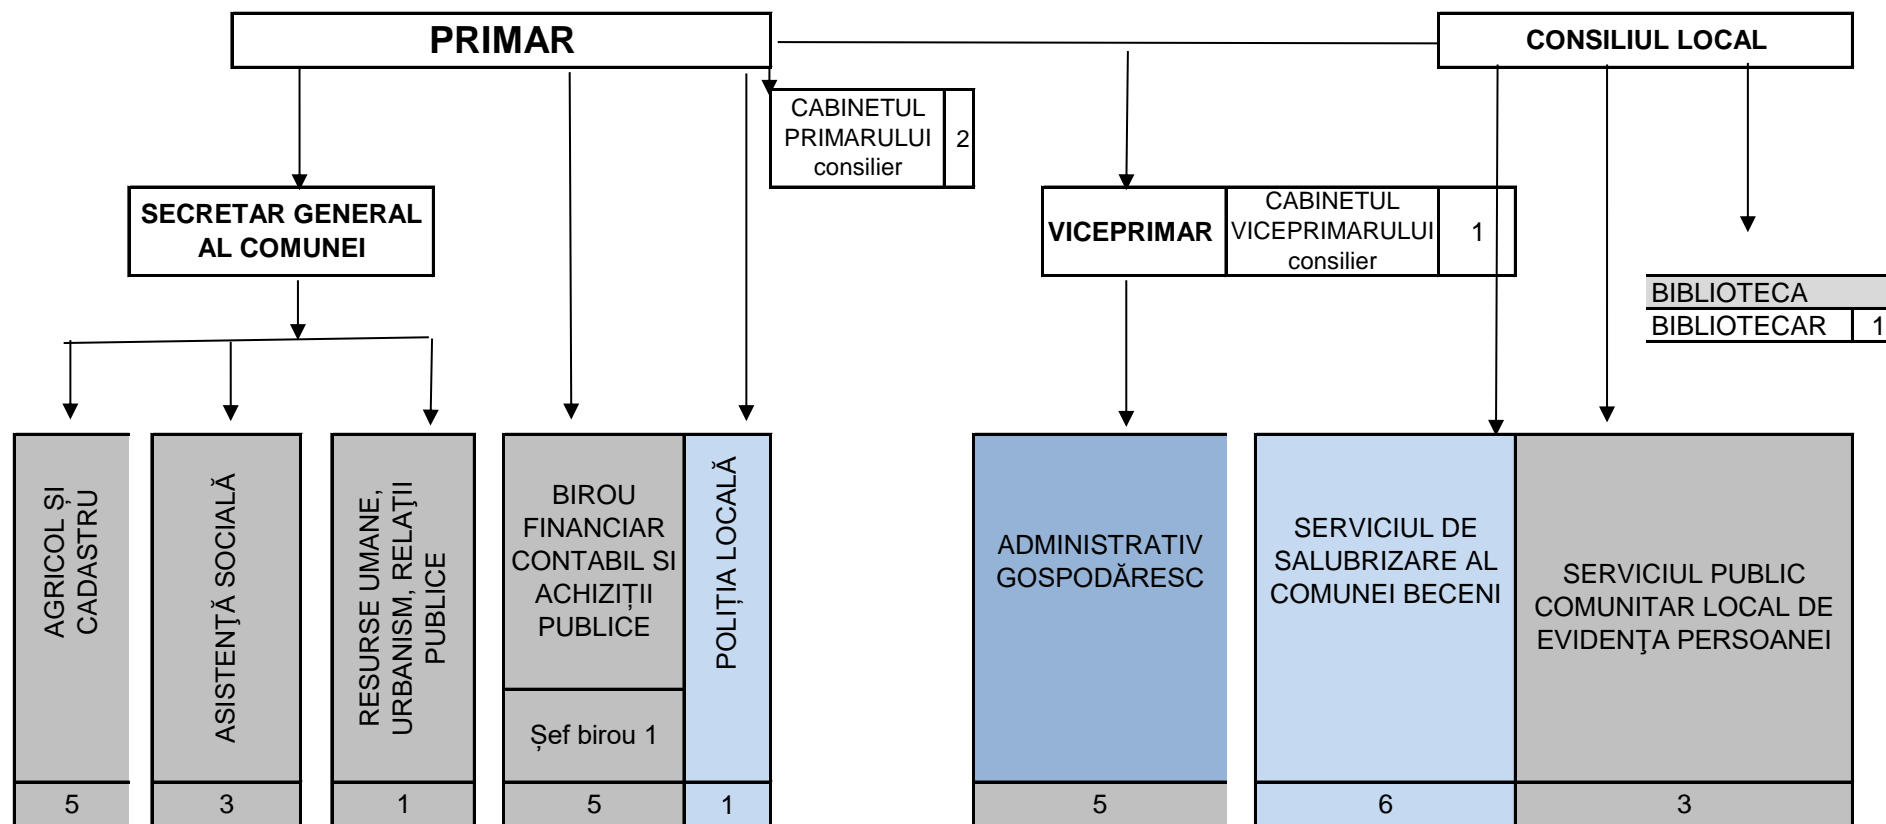 PRIMAR
CONSILIUL LOCAL
CABINETUL
PRIMARULUI
consilier
2
SECRETAR GENERAL
AL COMUNEI
VICEPRIMAR
CABINETUL
VICEPRIMARULUI
consilier
1
BIBLIOTECA
BIBLIOTECAR 1
AGRICOL ȘI
CADASTRU
5
ASISTENŢĂ SOCIALĂ
3
RESURSE UMANE,
URBANISM, RELAŢII
PUBLICE
1
BIROU
FINANCIAR
CONTABIL SI
ACHIZIȚII
PUBLICE
Șef birou 1
5
POLIȚIA LOCALĂ
1
ADMINISTRATIV
GOSPODĂRESC
5
SERVICIUL DE
SALUBRIZARE AL
COMUNEI BECENI
6
SERVICIUL PUBLIC
COMUNITAR LOCAL DE
EVIDENŢA PERSOANEI
3